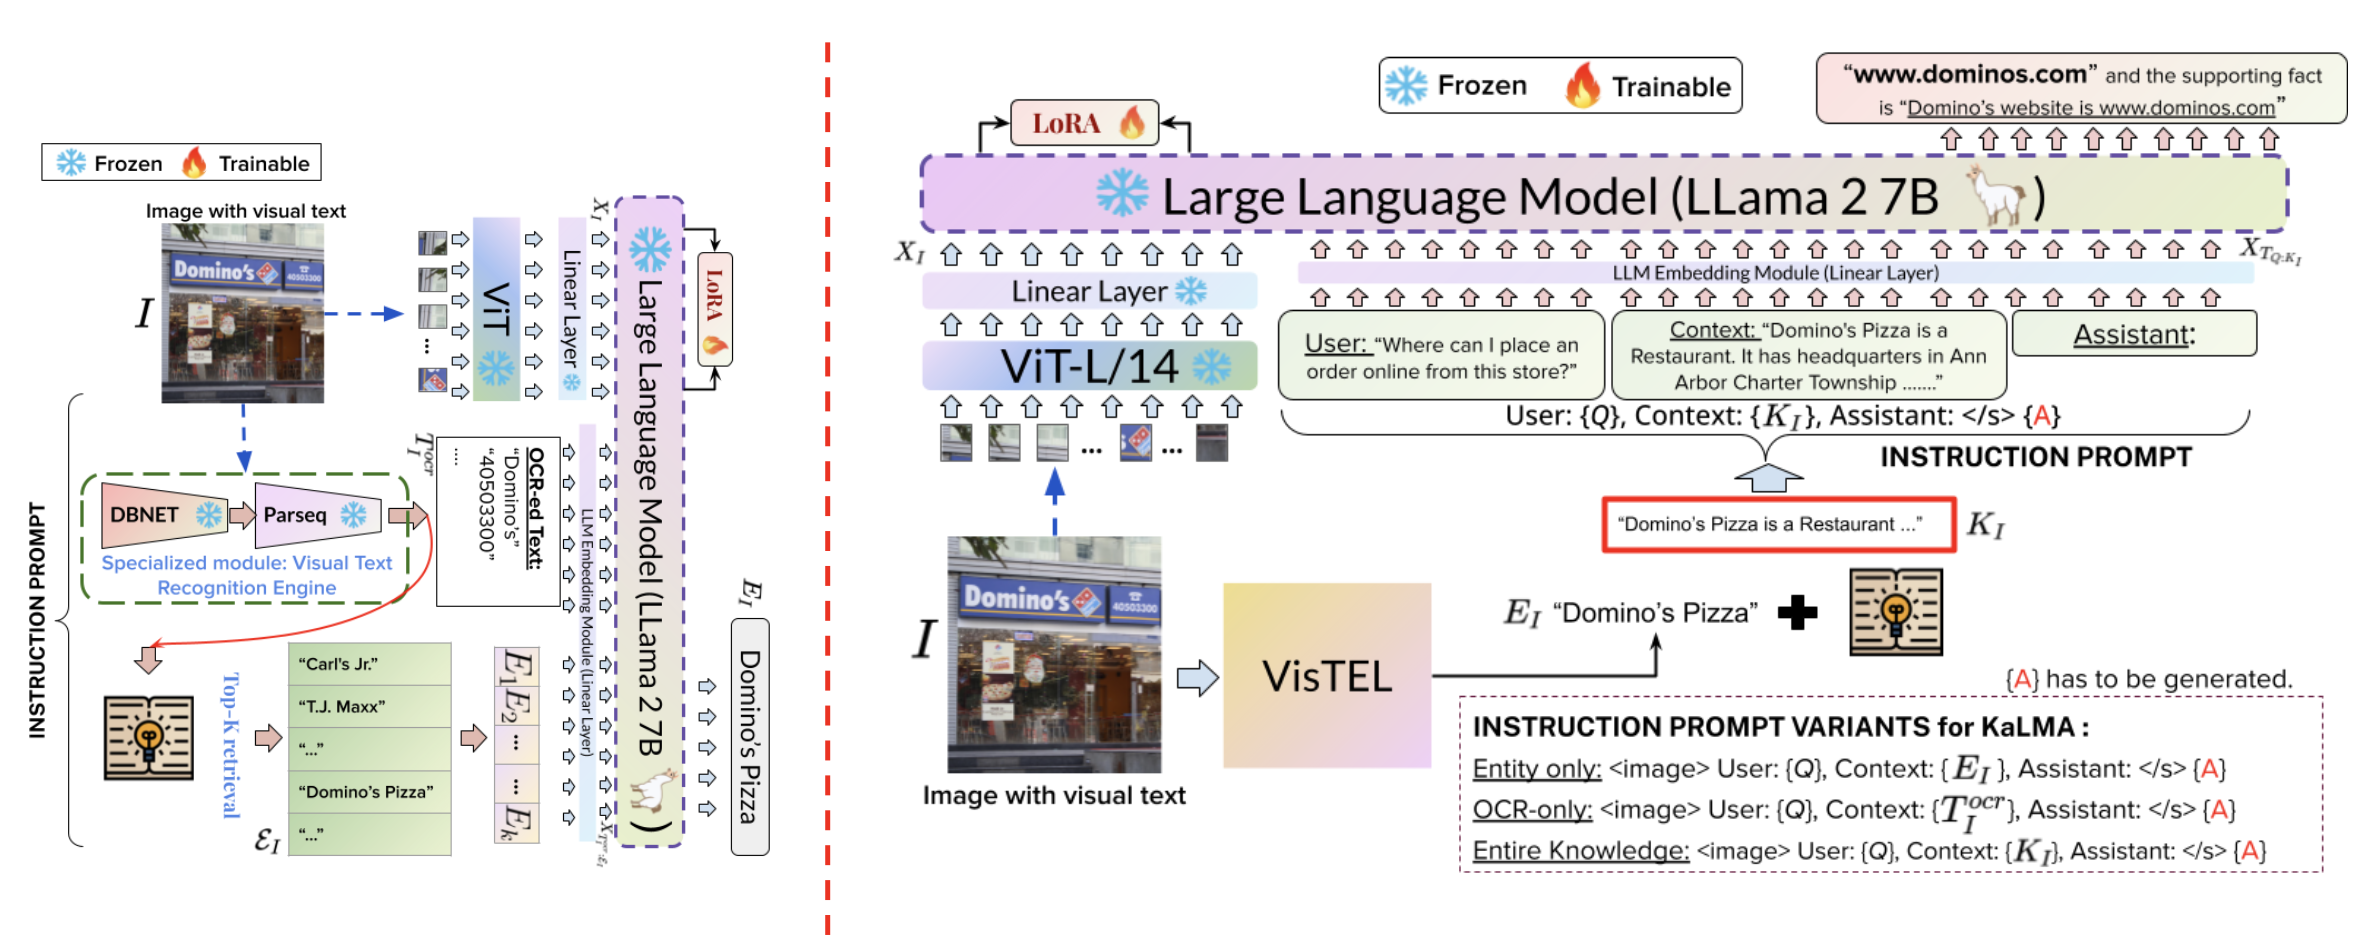 Frozen Trainable
Image with visual text
Domino's
40503300
I
ViT
Linear Layer
X_I
Large Language Model (LLama 2 7B )
LoRA
INSTRUCTION PROMPT
DBNET
Parseq
Specialized module: Visual Text
Recognition Engine
T_I^{ocr}
OCR-ed Text:
“Domino’s”
“40503300”
....
LLM Embedding Module (Linear Layer)
Top-K retrieval
“Carl's Jr.”
“T.J. Maxx”
“...”
“Domino’s Pizza”
“...”
ℰ_I
E_1
E_2
...
...
E_k
X_{T_I^{ocr}:ℰ_I}
E_I
Domino’s Pizza
Frozen Trainable
“www.dominos.com” and the supporting fact
is “Domino’s website is www.dominos.com”
LoRA
Large Language Model (LLama 2 7B )
X_I
X_{T_{Q:K_I}}
Linear Layer
LLM Embedding Module (Linear Layer)
ViT-L/14
User: “Where can I place an
order online from this store?”
Context: “Domino's Pizza is a
Restaurant. It has headquarters in Ann
Arbor Charter Township .......”
Assistant:
User: {Q}, Context: {K_I}, Assistant: </s> {A}
INSTRUCTION PROMPT
... ...
“Domino’s Pizza is a Restaurant ...”
K_I
I
Domino's
40503300
Image with visual text
VisTEL
E_I “Domino’s Pizza”
{A} has to be generated.
INSTRUCTION PROMPT VARIANTS for KaLMA :
Entity only: <image> User: {Q}, Context: { E_I }, Assistant: </s> {A}
OCR-only: <image> User: {Q}, Context: {T_I^{ocr}}, Assistant: </s> {A}
Entire Knowledge: <image> User: {Q}, Context: {K_I}, Assistant: </s> {A}